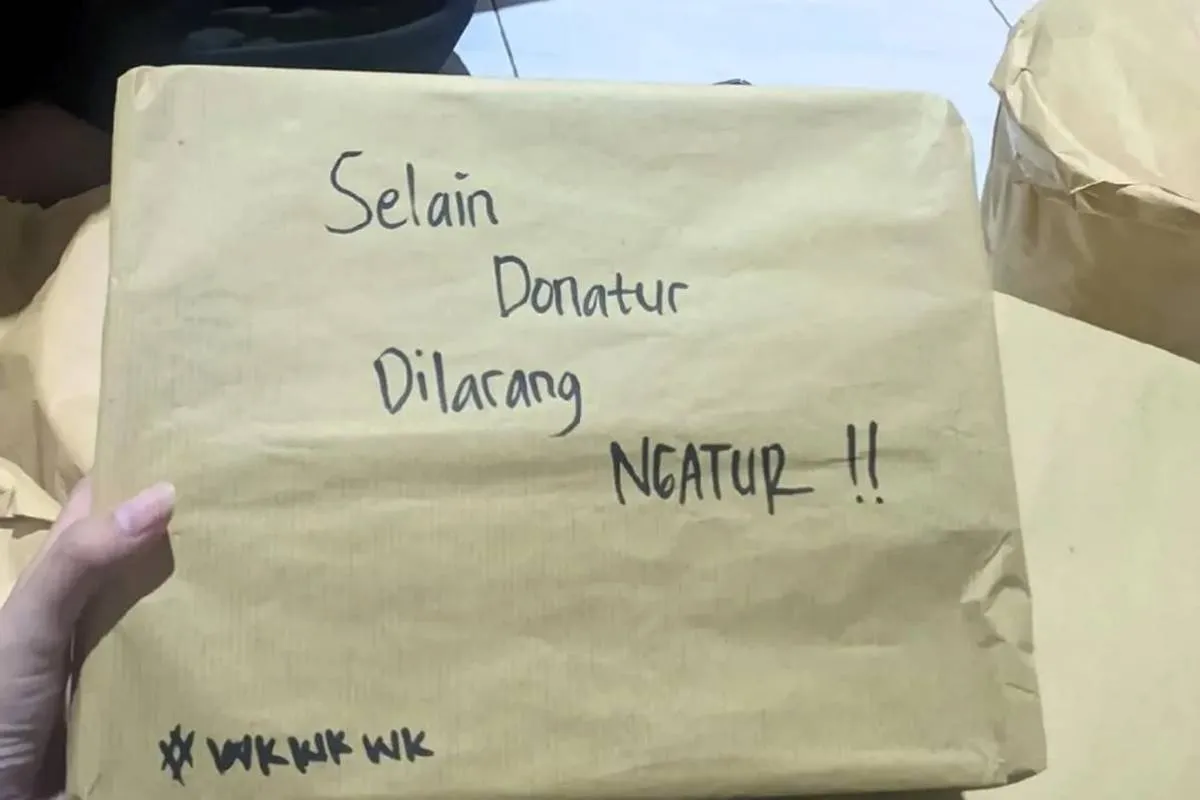 Selain
Donatur
Dilarang
NGATUR !!
* WKWKWK